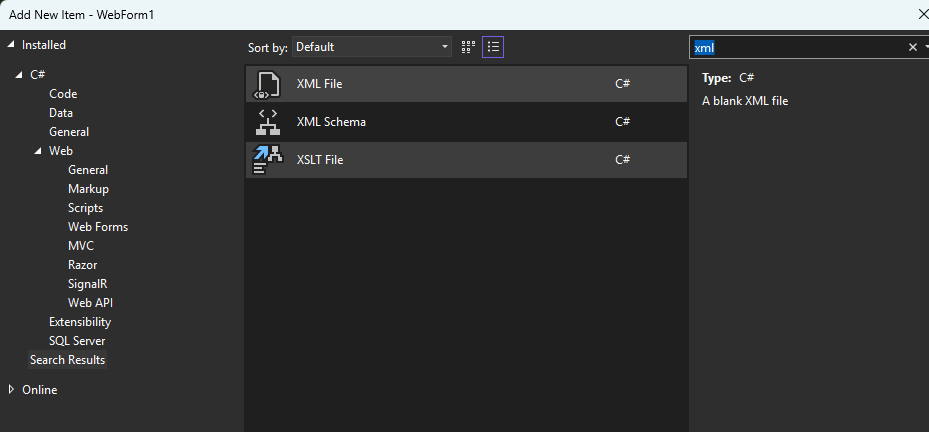 Add New Item - WebForm1
Installed
Sort by: Default
xml
C#
Code
Data
General
Web
General
Markup
Scripts
Web Forms
MVC
Razor
SignalR
Web API
Extensibility
SQL Server
Search Results
Online
XML File C#
XML Schema C#
XSLT File C#
Type: C#
A blank XML file